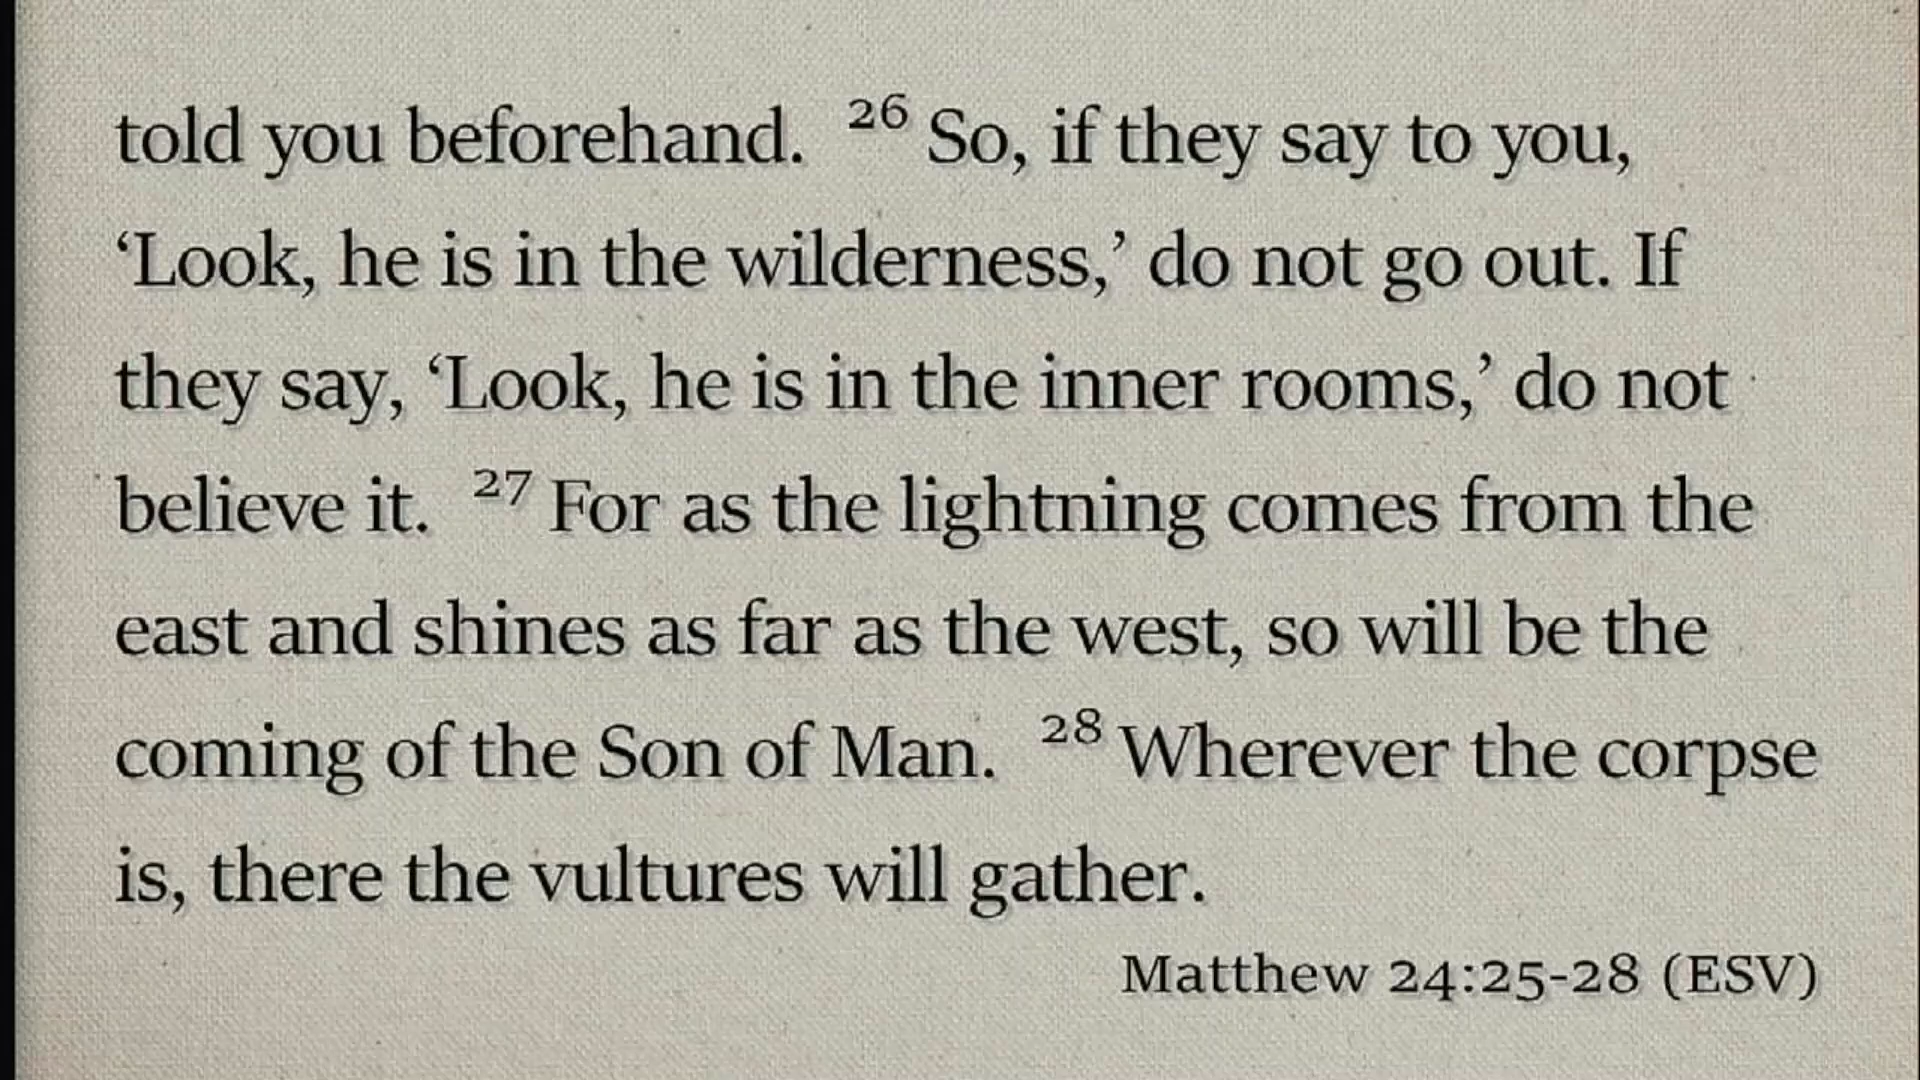 told you beforehand. 26 So, if they say to you,
‘Look, he is in the wilderness,’ do not go out. If
they say, ‘Look, he is in the inner rooms,’ do not
believe it. 27 For as the lightning comes from the
east and shines as far as the west, so will be the
coming of the Son of Man. 28 Wherever the corpse
is, there the vultures will gather.
Matthew 24:25-28 (ESV)